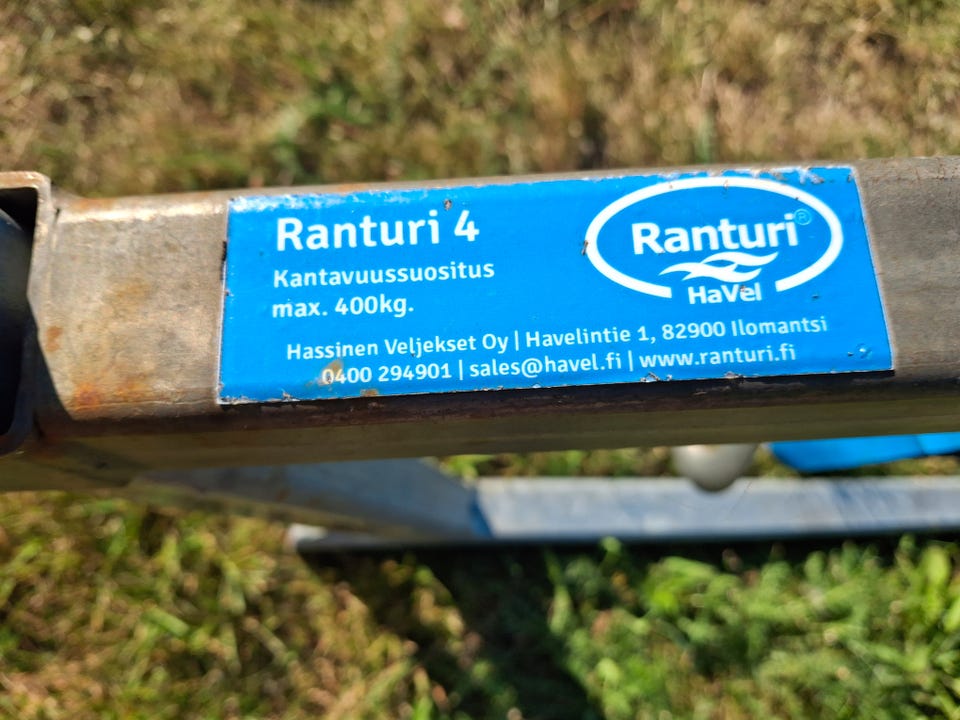 Ranturi 4
Kantavuussuositus
max. 400kg.
Ranturi®
HaVel
Hassinen Veljekset Oy | Havelintie 1, 82900 Ilomantsi
0400 294901 | sales@havel.fi | www.ranturi.fi